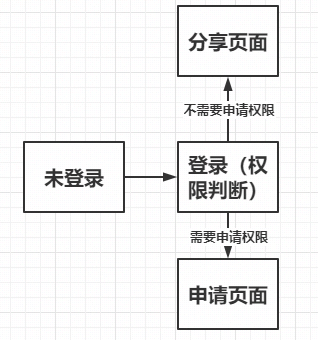 分享页面
不需要申请权限
未登录
登录（权
限判断）
需要申请权限
申请页面